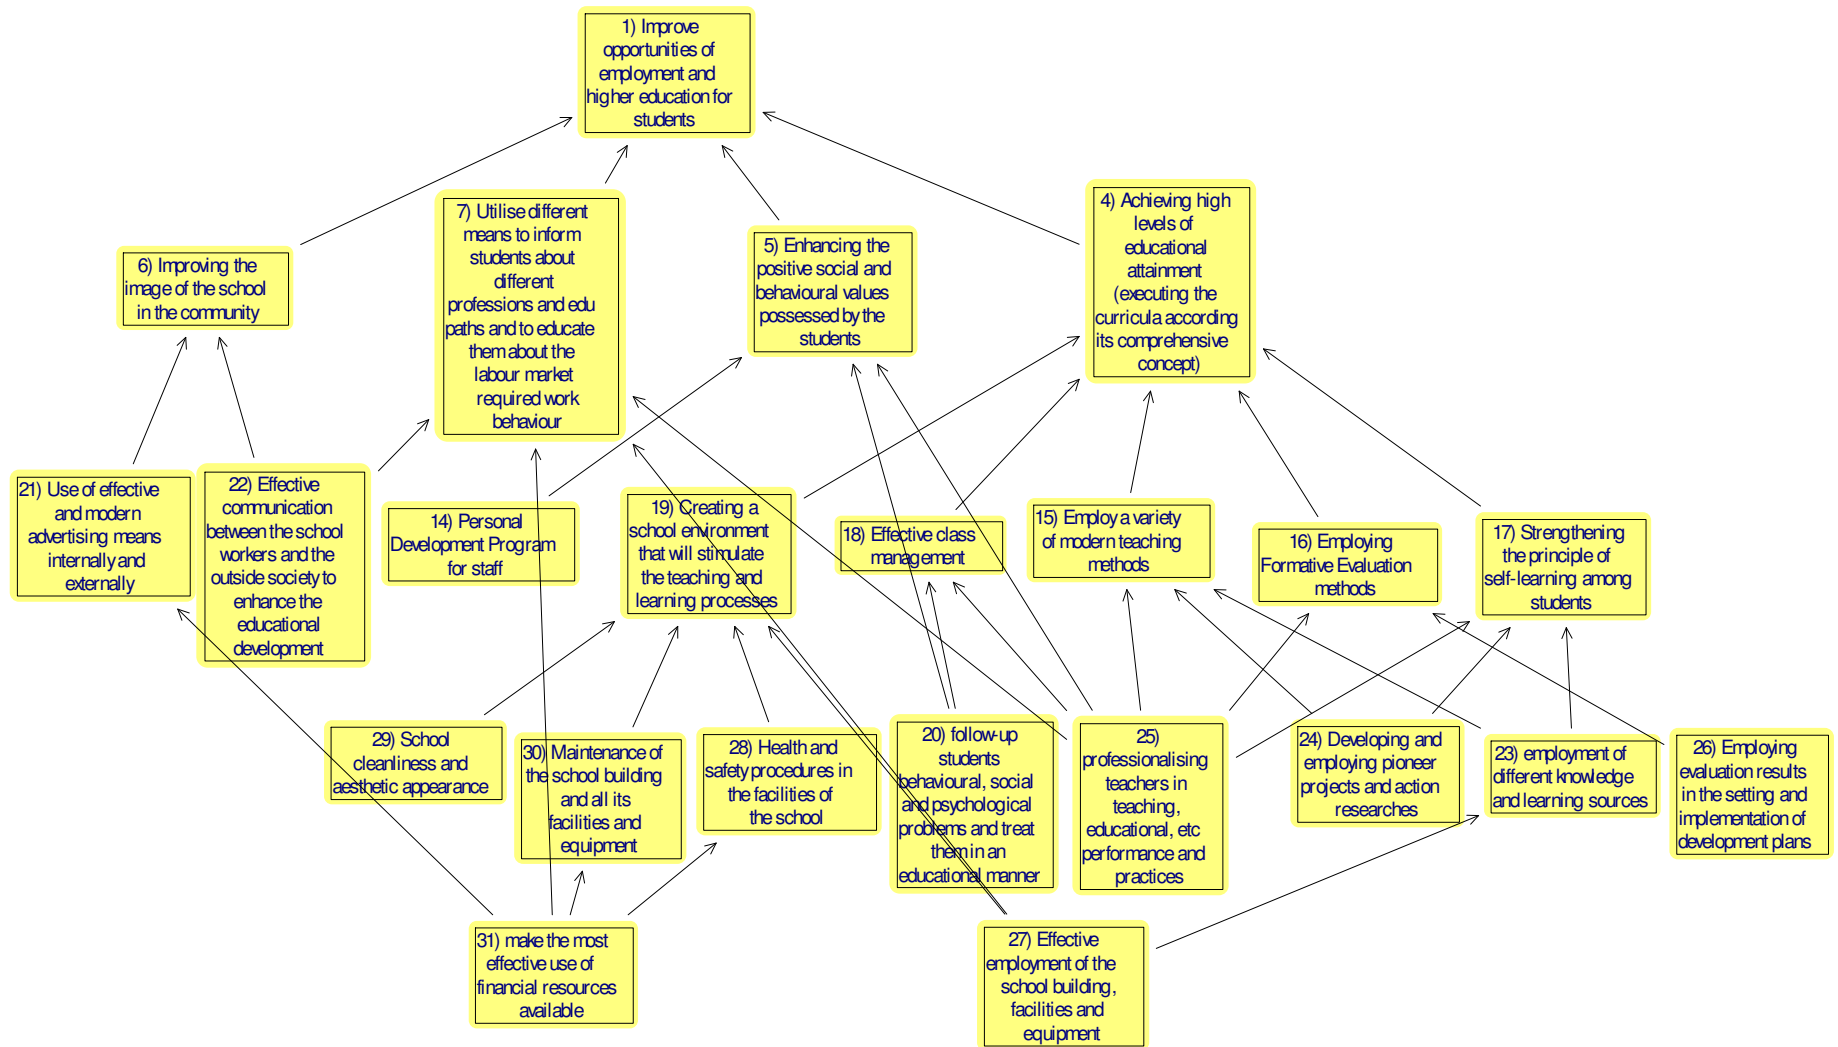 1) Improve
opportunities of
employment and
higher education for
students
7) Utilise different
means to inform
students about
different
professions and edu
paths and to educate
them about the
labour market
required work
behaviour
4) Achieving high
levels of
educational
attainment
(executing the
curricula according
its comprehensive
concept)
5) Enhancing the
positive social and
behavioural values
possessed by the
students
6) Improving the
image of the school
in the community
21) Use of effective
and modern
advertising means
internally and
externally
22) Effective
communication
between the school
workers and the
outside society to
enhance the
educational
development
14) Personal
Development Program
for staff
19) Creating a
school environment
that will stimulate
the teaching and
learning processes
18) Effective class
management
15) Employ a variety
of modern teaching
methods
16) Employing
Formative Evaluation
methods
17) Strengthening
the principle of
self-learning among
students
29) School
cleanliness and
aesthetic appearance
30) Maintenance of
the school building
and all its
facilities and
equipment
28) Health and
safety procedures in
the facilities of
the school
20) follow-up
students
behavioural, social
and psychological
problems and treat
them in an
educational manner
25)
professionalising
teachers in
teaching,
educational, etc
performance and
practices
24) Developing and
employing pioneer
projects and action
researches
23) employment of
different knowledge
and learning sources
26) Employing
evaluation results
in the setting and
implementation of
development plans
31) make the most
effective use of
financial resources
available
27) Effective
employment of the
school building,
facilities and
equipment